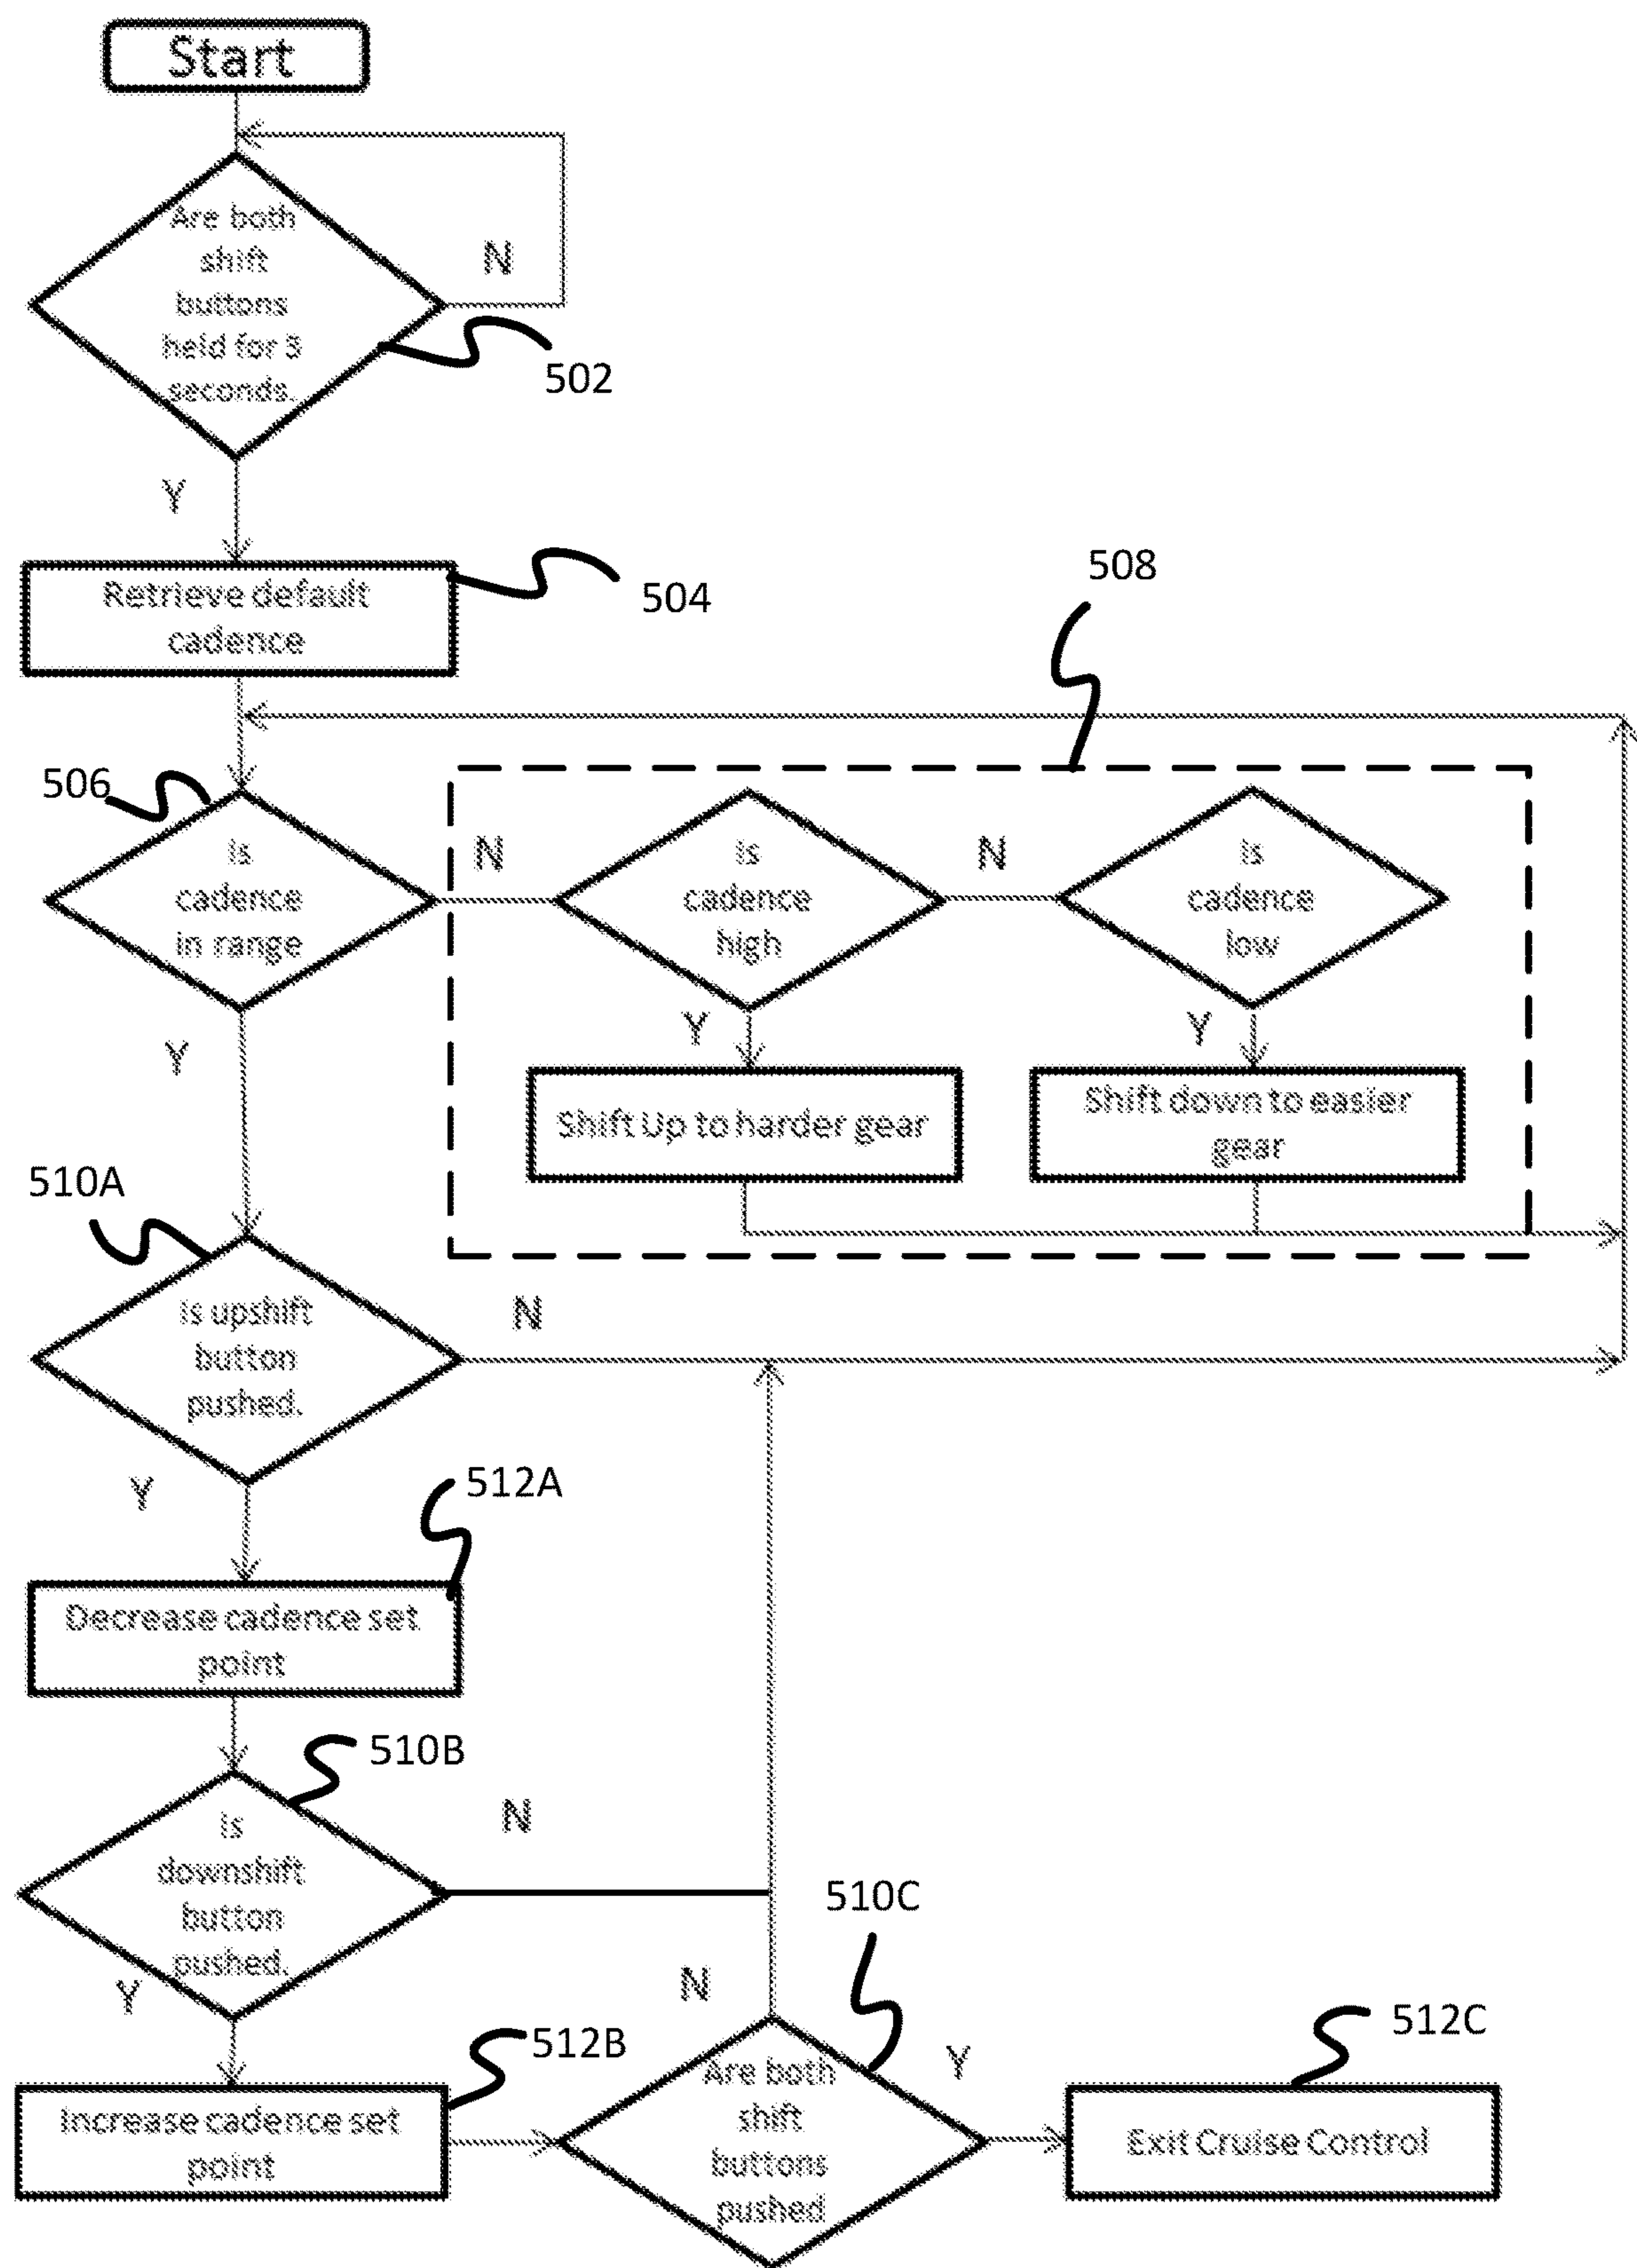 Start
Are both
shift
buttons
held for 3
seconds.
N
502
Y
Retrieve default
cadence
504
508
506
is
cadence
in range
N
is
cadence
high
N
is
cadence
low
Y
Y
Y
Shift Up to harder gear
Shift down to easier
gear
510A
is upshift
button
pushed.
N
Y
512A
Decrease cadence set
point
510B
is
downshift
button
pushed.
N
Y
510C
N
512B
Increase cadence set
point
Are both
shift
buttons
pushed
Y
512C
Exit Cruise Control